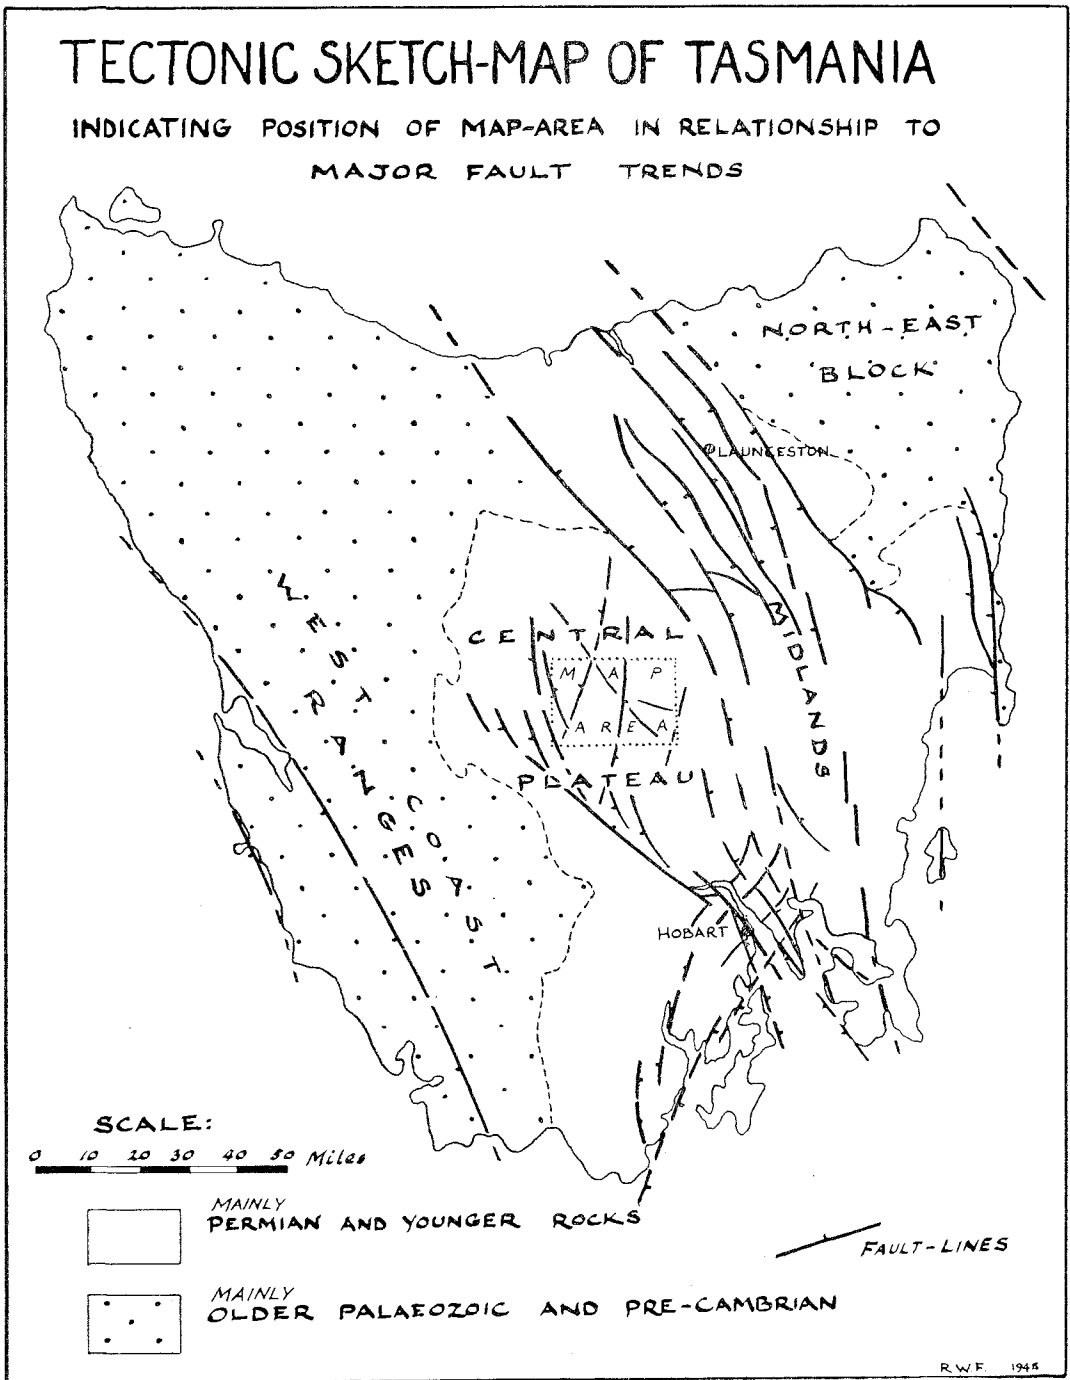 TECTONIC SKETCH-MAP OF TASMANIA
INDICATING POSITION OF MAP-AREA IN RELATIONSHIP TO
MAJOR FAULT TRENDS
NORTH-EAST
BLOCK
LAUNCESTON
WEST COAST
RANGES
CENTRAL
MAP
AREA
PLATEAU
MIDLANDS
HOBART
SCALE:
0 10 20 30 40 50 Miles
MAINLY
PERMIAN AND YOUNGER ROCKS
FAULT-LINES
MAINLY
OLDER PALAEOZOIC AND PRE-CAMBRIAN
R.W.F.